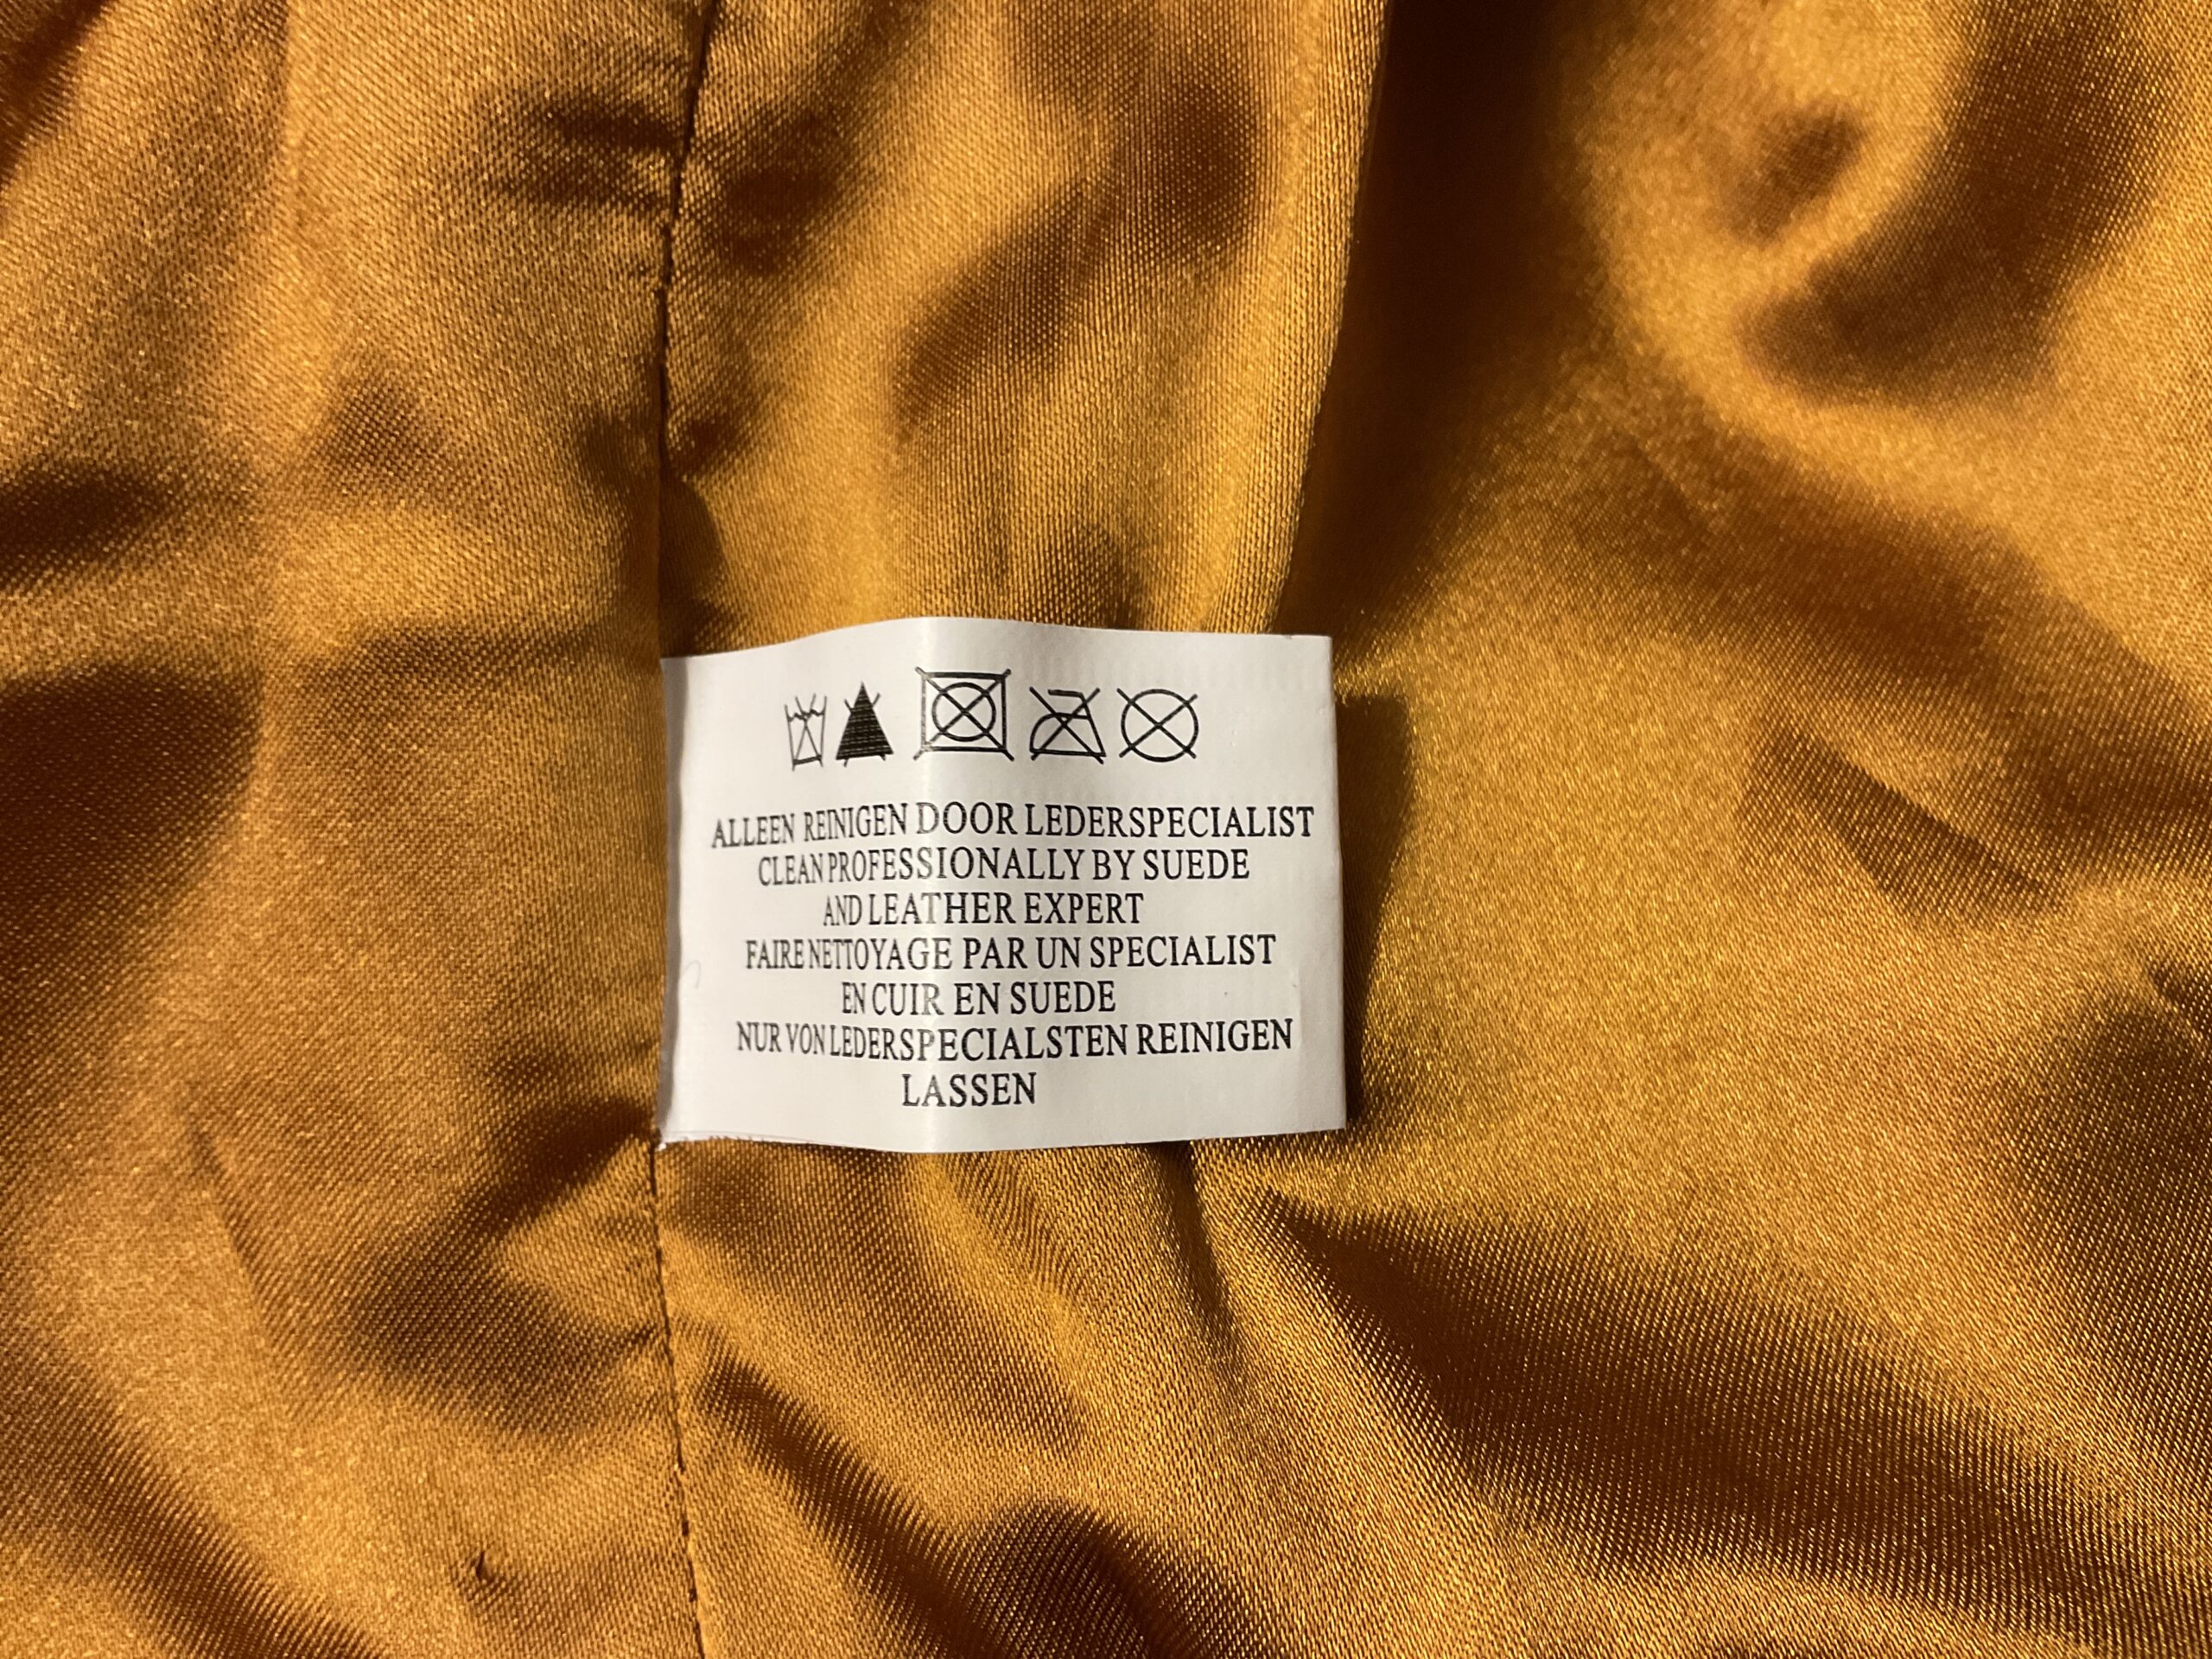 ALLEEN REINIGEN DOOR LEDERSPECIALIST
CLEAN PROFESSIONALLY BY SUEDE
AND LEATHER EXPERT
FAIRE NETTOYAGE PAR UN SPECIALIST
EN CUIR EN SUEDE
NUR VON LEDERSPECIALSTEN REINIGEN
LASSEN